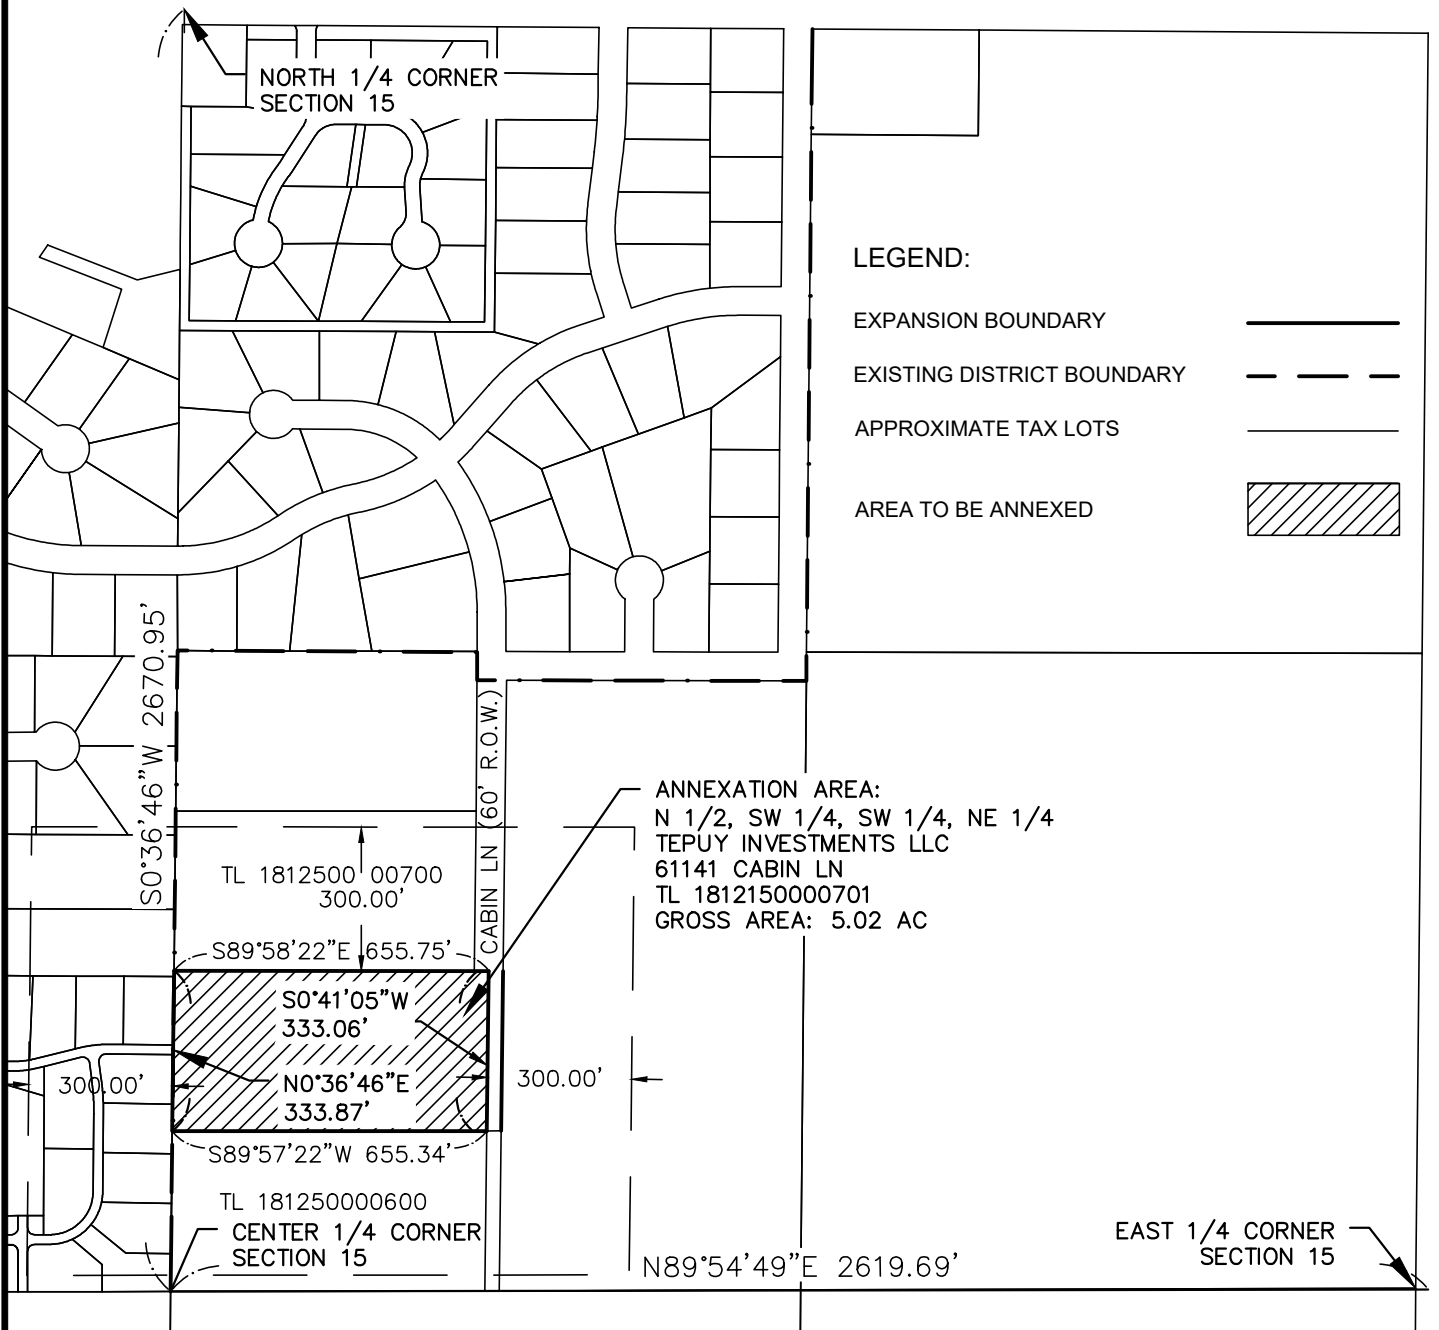 NORTH 1/4 CORNER
SECTION 15
LEGEND:
EXPANSION BOUNDARY
EXISTING DISTRICT BOUNDARY
APPROXIMATE TAX LOTS
AREA TO BE ANNEXED
S0°36'46"W 2670.95'
CABIN LN (60' R.O.W.)
ANNEXATION AREA:
N 1/2, SW 1/4, SW 1/4, NE 1/4
TEPUY INVESTMENTS LLC
61141 CABIN LN
TL 1812150000701
GROSS AREA: 5.02 AC
TL 1812500 00700
300.00'
S89°58'22"E 655.75'
S0°41'05"W
333.06'
300.00'
300.00'
N0°36'46"E
333.87'
S89°57'22"W 655.34'
TL 181250000600
CENTER 1/4 CORNER
SECTION 15
EAST 1/4 CORNER
SECTION 15
N89°54'49"E 2619.69'